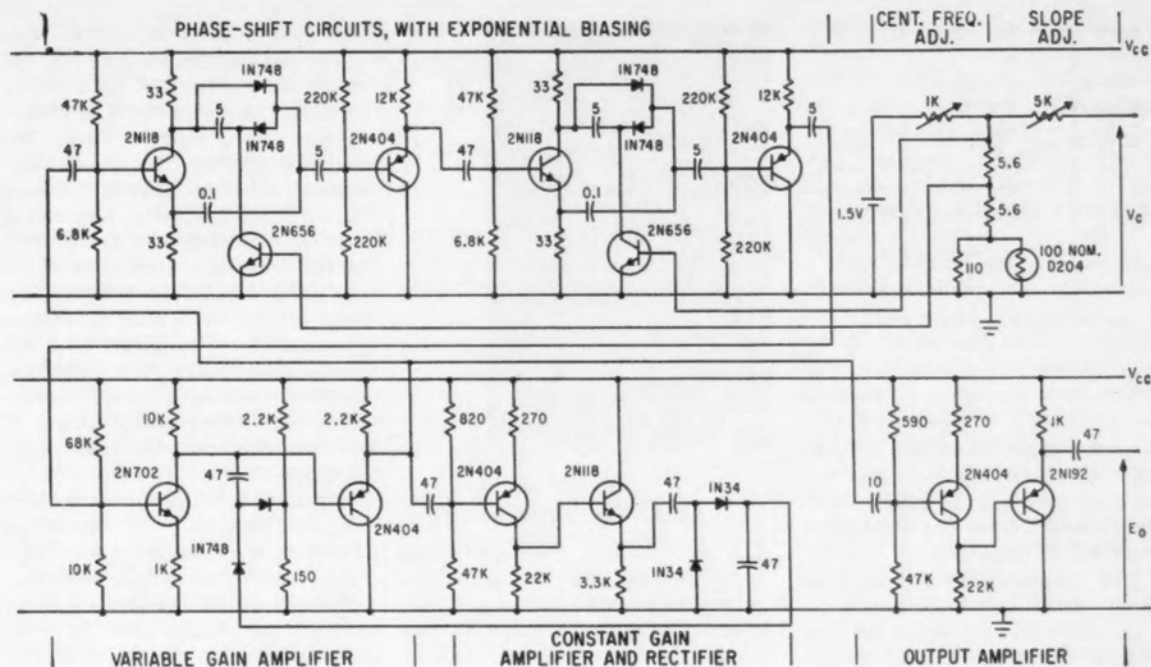 PHASE-SHIFT CIRCUITS, WITH EXPONENTIAL BIASING
CENT. FREQ. ADJ.
SLOPE ADJ.
VCC
47K
33
1N748
5
1N748
220K
12K
2N118
2N404
47
5
0.1
6.8K
33
2N656
220K
47K
33
1N748
5
1N748
220K
12K
2N118
2N404
5
47
5
0.1
6.8K
33
2N656
220K
1K
5K
5.6
5.6
1.5V
VC
110
100 NOM.
D204
VCC
10K
2.2K
2.2K
68K
2N702
47
2N404
1N748
10K
1K
150
820
270
2N404
2N118
47
47
1N34
47K
22K
3.3K
1N34
47
590
270
1K
47
10
2N404
2N192
EO
47K
22K
VARIABLE GAIN AMPLIFIER
CONSTANT GAIN
AMPLIFIER AND RECTIFIER
OUTPUT AMPLIFIER